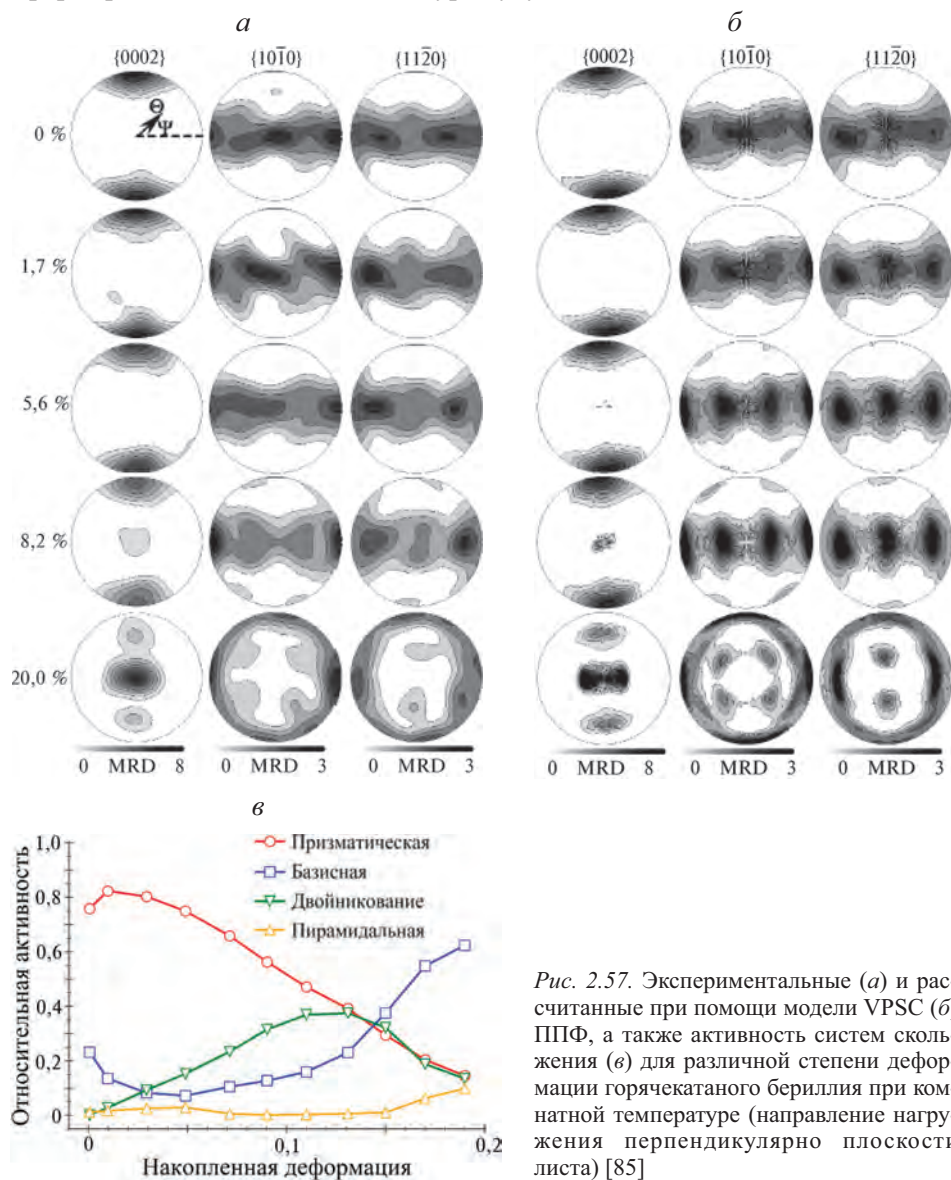 а б
{0002} {101̅0} {112̅0} {0002} {101̅0} {112̅0}
Θ
Ψ
0 %
1,7 %
5,6 %
8,2 %
20,0 %
0 MRD 8 0 MRD 3 0 MRD 3 0 MRD 8 0 MRD 3 0 MRD 3
в
Относительная активность
1,0
0,8
0,6
0,4
0,2
0
Призматическая
Базисная
Двойникование
Пирамидальная
0 0,1 0,2
Накопленная деформация
Рис. 2.57. Экспериментальные (а) и рас
считанные при помощи модели VPSC (б
ППФ, а также активность систем сколь
жения (в) для различной степени дефор
мации горячекатаного бериллия при ком
натной температуре (направление нагру
жения перпендикулярно плоскости
листа) [85]